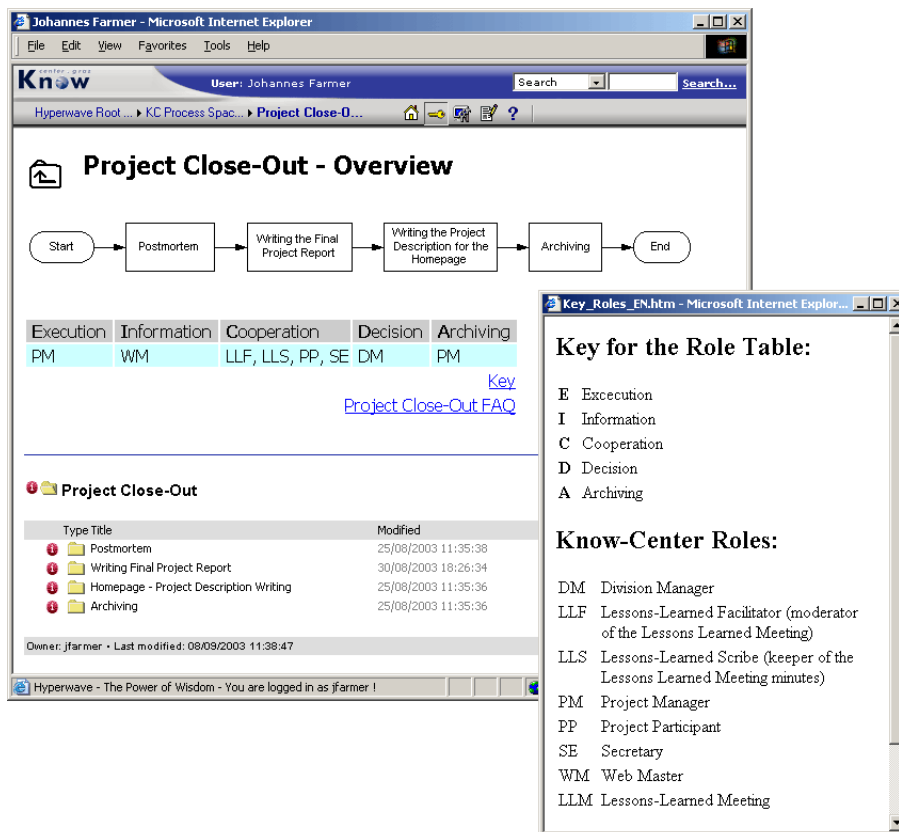 Johannes Farmer - Microsoft Internet Explorer
File Edit View Favorites Tools Help
center.graz
Know
User: Johannes Farmer
Search
Search...
Hyperwave Root ... KC Process Spac... Project Close-O...
?
Project Close-Out - Overview
Start
Postmortem
Writing the Final
Project Report
Writing the Project
Description for the
Homepage
Archiving
End
Execution Information Cooperation Decision Archiving
PM WM LLF, LLS, PP, SE DM PM
Key
Project Close-Out FAQ
Project Close-Out
Type Title Modified
Postmortem 25/08/2003 11:35:38
Writing Final Project Report 30/08/2003 18:26:34
Homepage - Project Description Writing 25/08/2003 11:35:36
Archiving 25/08/2003 11:35:36
Owner: jfarmer • Last modified: 08/09/2003 11:38:47
Hyperwave - The Power of Wisdom - You are logged in as jfarmer !
Key_Roles_EN.htm - Microsoft Internet Explor...
Key for the Role Table:
E Excecution
I Information
C Cooperation
D Decision
A Archiving
Know-Center Roles:
DM Division Manager
LLF Lessons-Learned Facilitator (moderator
of the Lessons Learned Meeting)
LLS Lessons-Learned Scribe (keeper of the
Lessons Learned Meeting minutes)
PM Project Manager
PP Project Participant
SE Secretary
WM Web Master
LLM Lessons-Learned Meeting